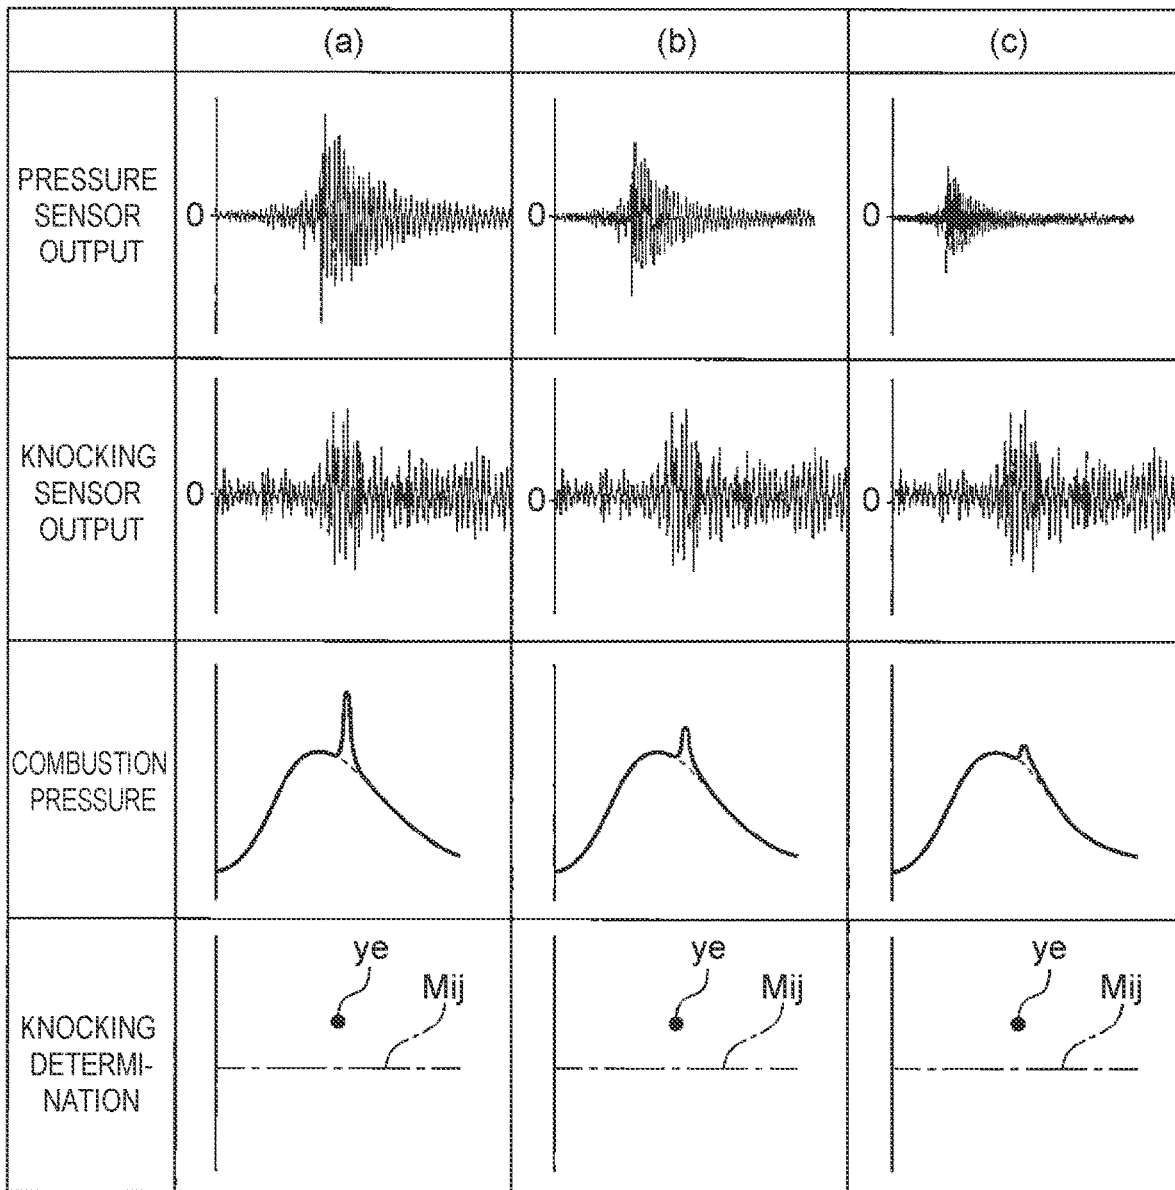 (a) (b) (c)
PRESSURE
SENSOR
OUTPUT
0 0 0
KNOCKING
SENSOR
OUTPUT
0 0 0
COMBUSTION
PRESSURE
KNOCKING
DETERMI-
NATION
ye ye ye
Mij Mij Mij